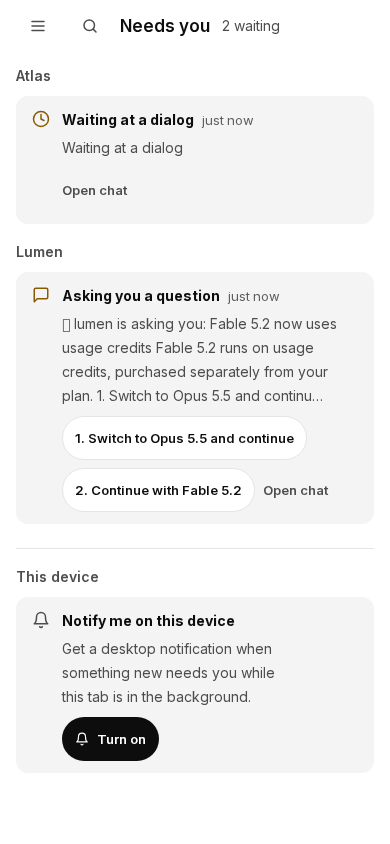 Needs you 2 waiting
Atlas
Waiting at a dialog just now
Waiting at a dialog
Open chat
Lumen
Asking you a question just now
lumen is asking you: Fable 5.2 now uses
usage credits Fable 5.2 runs on usage
credits, purchased separately from your
plan. 1. Switch to Opus 5.5 and continu…
1. Switch to Opus 5.5 and continue
2. Continue with Fable 5.2 Open chat
This device
Notify me on this device
Get a desktop notification when
something new needs you while
this tab is in the background.
Turn on